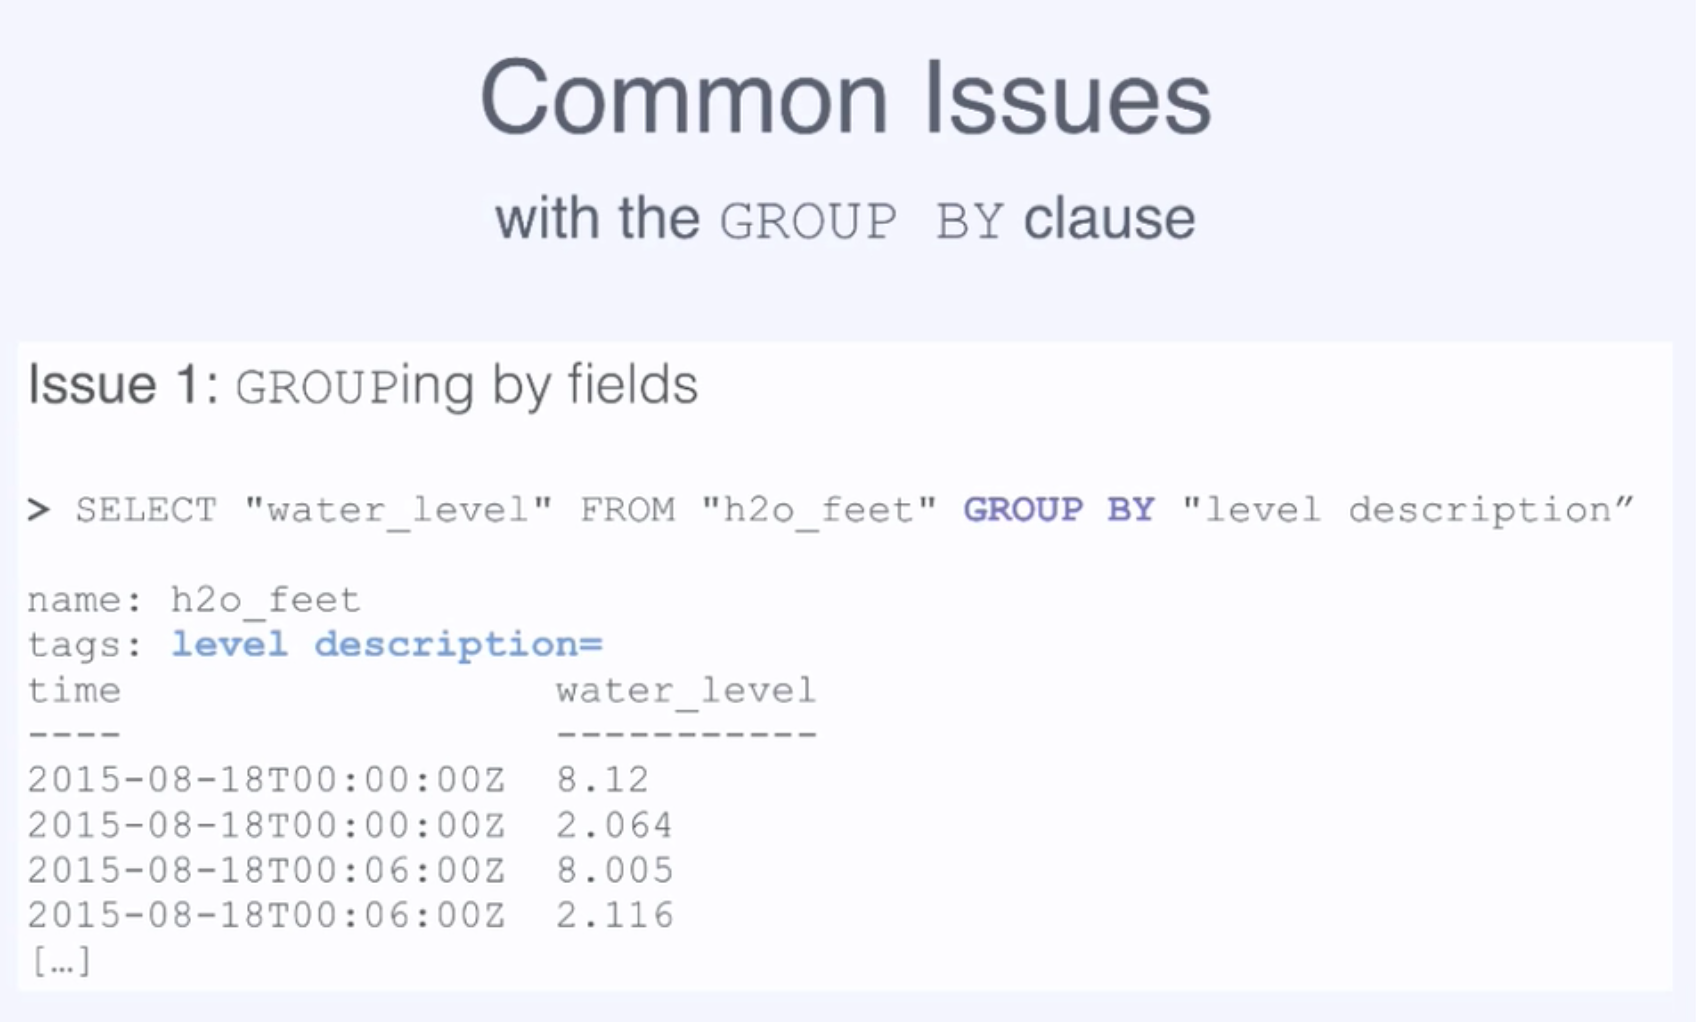 Common Issues
with the GROUP BY clause
Issue 1: GROUPing by fields
> SELECT "water_level" FROM "h2o_feet" GROUP BY "level description”
name: h2o_feet
tags: level description=
time water_level
---- -----------
2015-08-18T00:00:00Z 8.12
2015-08-18T00:00:00Z 2.064
2015-08-18T00:06:00Z 8.005
2015-08-18T00:06:00Z 2.116
[…]